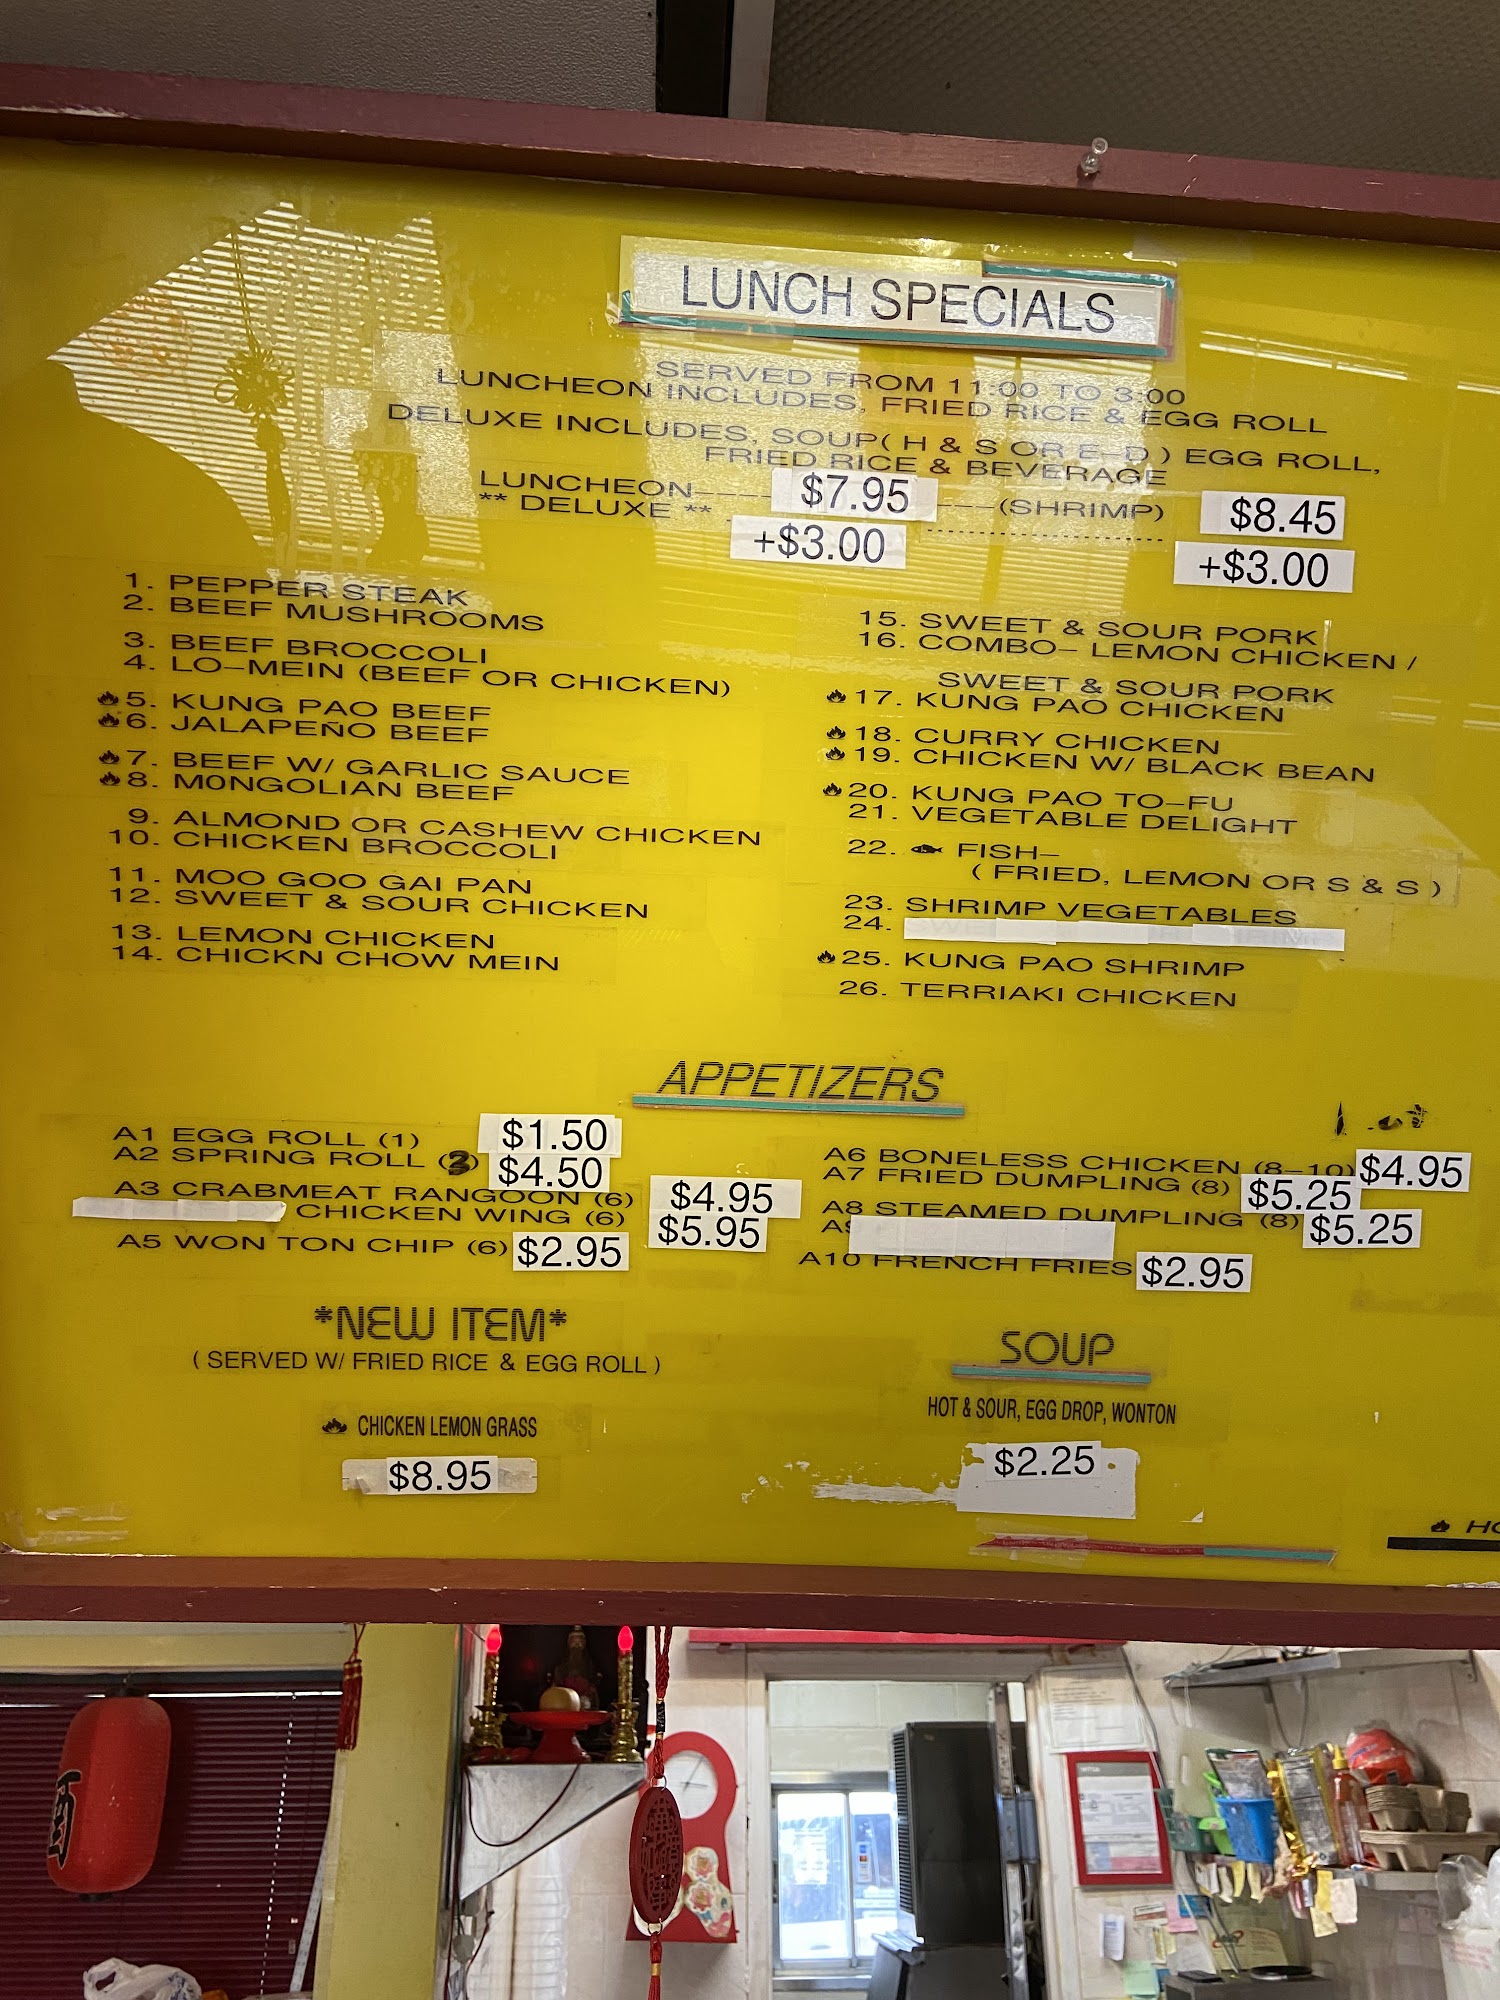 LUNCH SPECIALS
SERVED FROM 11:00 TO 3:00
LUNCHEON INCLUDES, FRIED RICE & EGG ROLL
DELUXE INCLUDES, SOUP( H & S OR E-D ) EGG ROLL,
FRIED RICE & BEVERAGE
LUNCHEON---- $7.95 ---(SHRIMP) $8.45
** DELUXE ** +$3.00 ................... +$3.00
1. PEPPER STEAK
2. BEEF MUSHROOMS
3. BEEF BROCCOLI
4. LO-MEIN (BEEF OR CHICKEN)
5. KUNG PAO BEEF
6. JALAPEÑO BEEF
7. BEEF W/ GARLIC SAUCE
8. MONGOLIAN BEEF
9. ALMOND OR CASHEW CHICKEN
10. CHICKEN BROCCOLI
11. MOO GOO GAI PAN
12. SWEET & SOUR CHICKEN
13. LEMON CHICKEN
14. CHICKN CHOW MEIN
15. SWEET & SOUR PORK
16. COMBO- LEMON CHICKEN /
SWEET & SOUR PORK
17. KUNG PAO CHICKEN
18. CURRY CHICKEN
19. CHICKEN W/ BLACK BEAN
20. KUNG PAO TO-FU
21. VEGETABLE DELIGHT
22. FISH-
( FRIED, LEMON OR S & S )
23. SHRIMP VEGETABLES
24.
25. KUNG PAO SHRIMP
26. TERRIAKI CHICKEN
APPETIZERS
A1 EGG ROLL (1) $1.50
A2 SPRING ROLL (3) $4.50
A3 CRABMEAT RANGOON (6) $4.95
CHICKEN WING (6) $5.95
A5 WON TON CHIP (6) $2.95
A6 BONELESS CHICKEN (8-10) $4.95
A7 FRIED DUMPLING (8) $5.25
A8 STEAMED DUMPLING (8) $5.25
A9
A10 FRENCH FRIES $2.95
*NEW ITEM*
( SERVED W/ FRIED RICE & EGG ROLL )
CHICKEN LEMON GRASS
$8.95
SOUP
HOT & SOUR, EGG DROP, WONTON
$2.25
HO